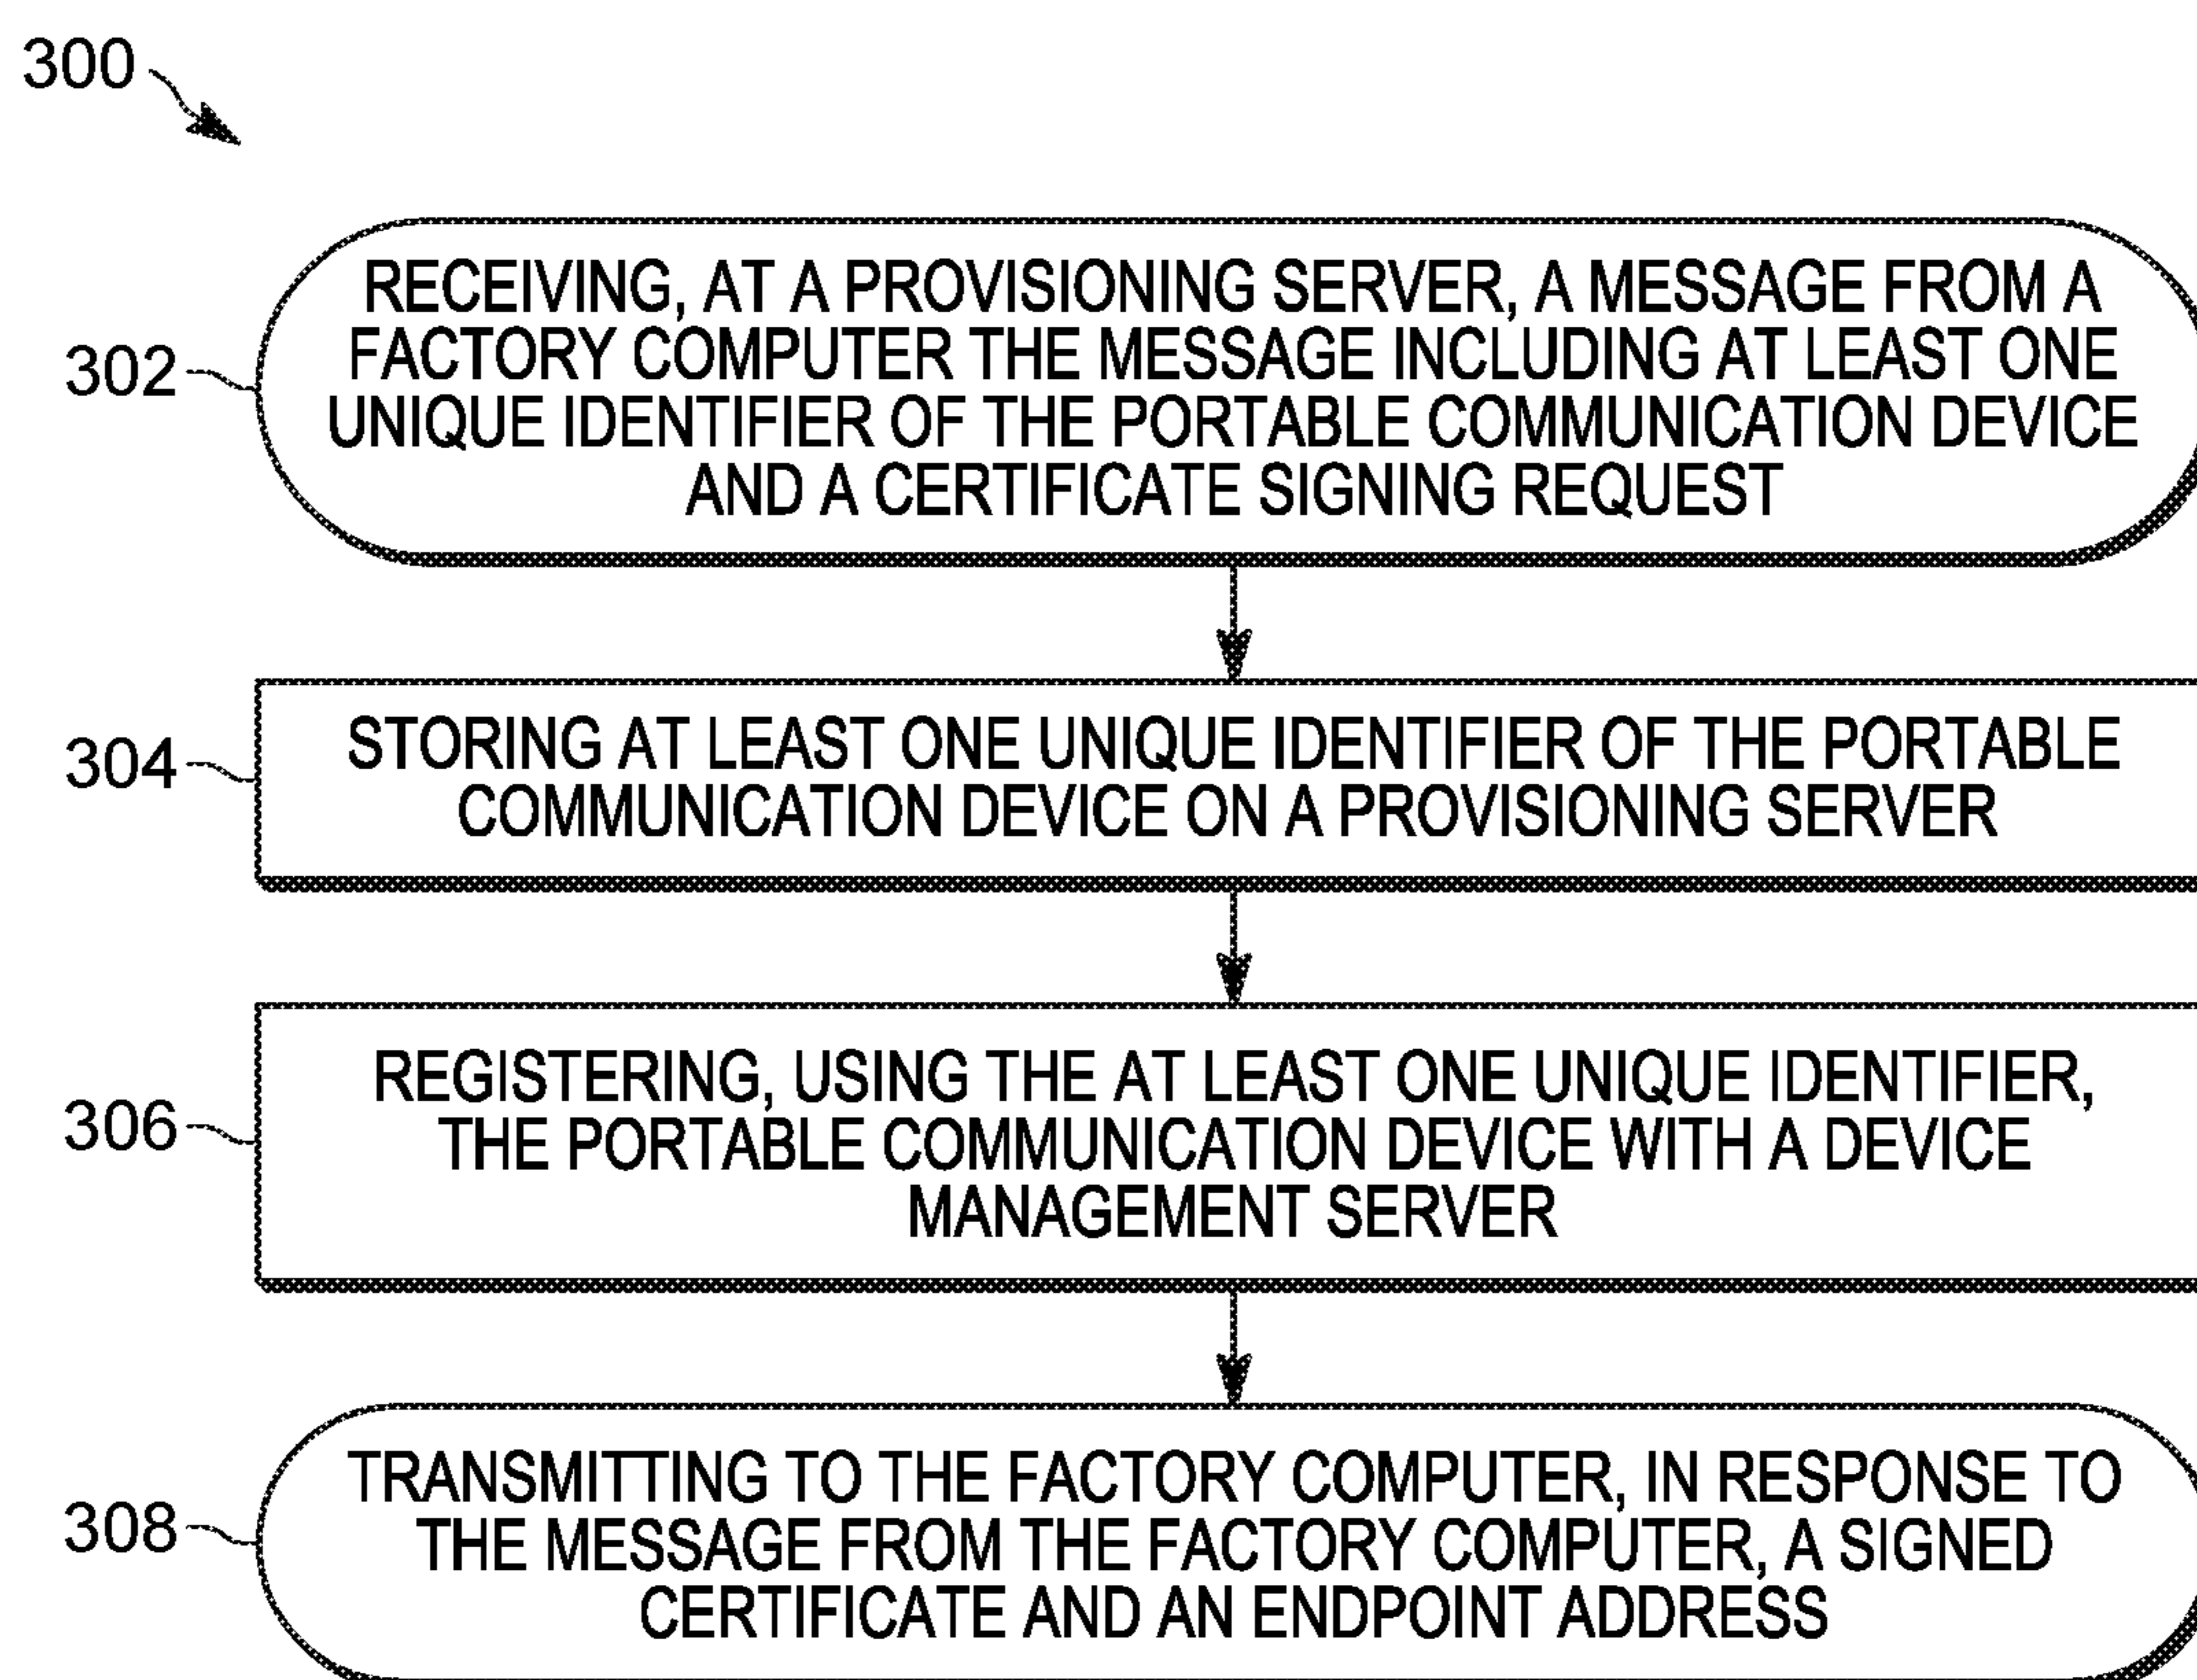 300
302
RECEIVING, AT A PROVISIONING SERVER, A MESSAGE FROM A
FACTORY COMPUTER THE MESSAGE INCLUDING AT LEAST ONE
UNIQUE IDENTIFIER OF THE PORTABLE COMMUNICATION DEVICE
AND A CERTIFICATE SIGNING REQUEST
304
STORING AT LEAST ONE UNIQUE IDENTIFIER OF THE PORTABLE
COMMUNICATION DEVICE ON A PROVISIONING SERVER
306
REGISTERING, USING THE AT LEAST ONE UNIQUE IDENTIFIER,
THE PORTABLE COMMUNICATION DEVICE WITH A DEVICE
MANAGEMENT SERVER
308
TRANSMITTING TO THE FACTORY COMPUTER, IN RESPONSE TO
THE MESSAGE FROM THE FACTORY COMPUTER, A SIGNED
CERTIFICATE AND AN ENDPOINT ADDRESS